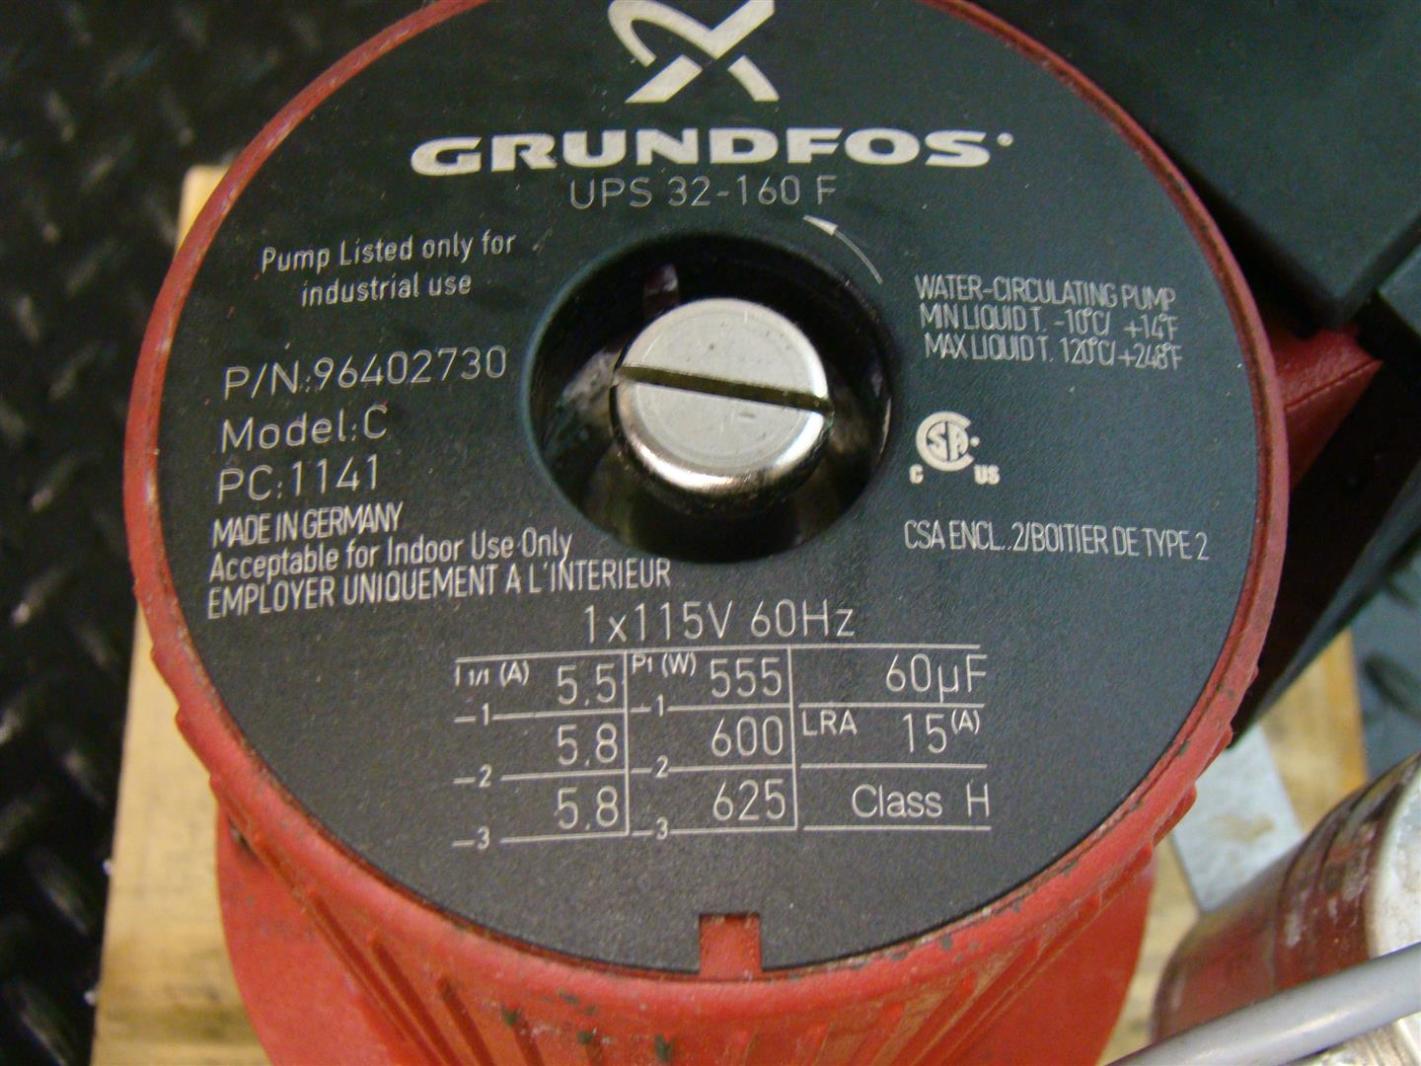 GRUNDFOS
UPS 32-160 F
Pump Listed only for
industrial use
WATER-CIRCULATING PUMP
MIN LIQUID T. -10°C/ +14°F
MAX LIQUID T. 120°C/+248°F
P/N:96402730
Model:C
PC:1141
C SA US
MADE IN GERMANY
Acceptable for Indoor Use Only
EMPLOYER UNIQUEMENT A L'INTERIEUR
CSA ENCL. 2/BOITIER DE TYPE 2
1x115V 60Hz
I 1/1 (A) 5.5 P1 (W) 555 60µF
1 5.8 1 600 LRA 15(A)
2 5.8 2 625 Class H
3 3